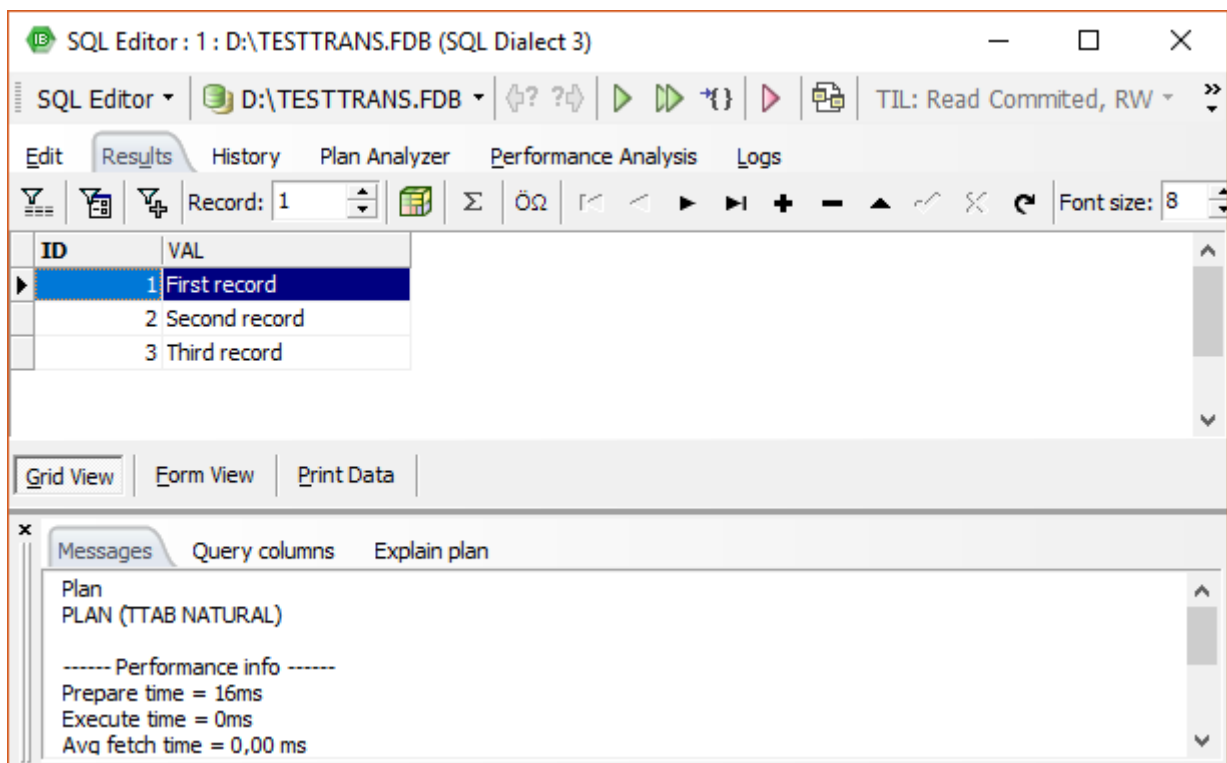 SQL Editor : 1 : D:\TESTTRANS.FDB (SQL Dialect 3)
SQL Editor D:\TESTTRANS.FDB ? ? TIL: Read Commited, RW
Edit Results History Plan Analyzer Performance Analysis Logs
Record: 1 Σ ÖΩ Font size: 8
ID VAL
1 First record
2 Second record
3 Third record
Grid View Form View Print Data
Messages Query columns Explain plan
Plan
PLAN (TTAB NATURAL)
------ Performance info ------
Prepare time = 16ms
Execute time = 0ms
Avg fetch time = 0,00 ms